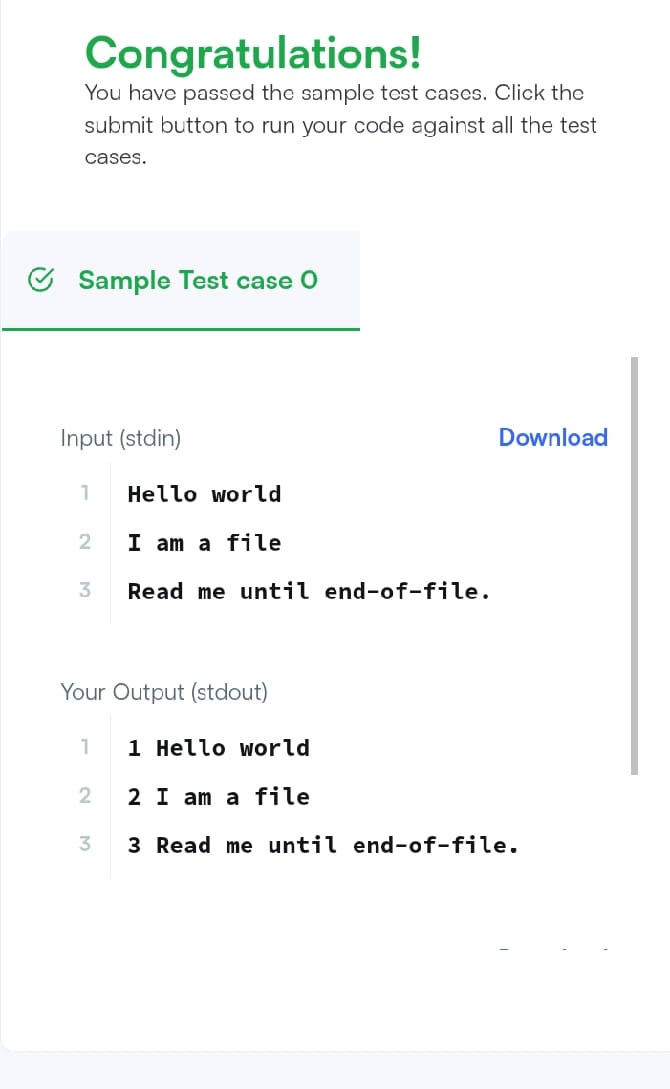 Congratulations!
You have passed the sample test cases. Click the
submit button to run your code against all the test
cases.
Sample Test case 0
Input (stdin)
Download
1 Hello world
2 I am a file
3 Read me until end-of-file.
Your Output (stdout)
1 1 Hello world
2 2 I am a file
3 3 Read me until end-of-file.